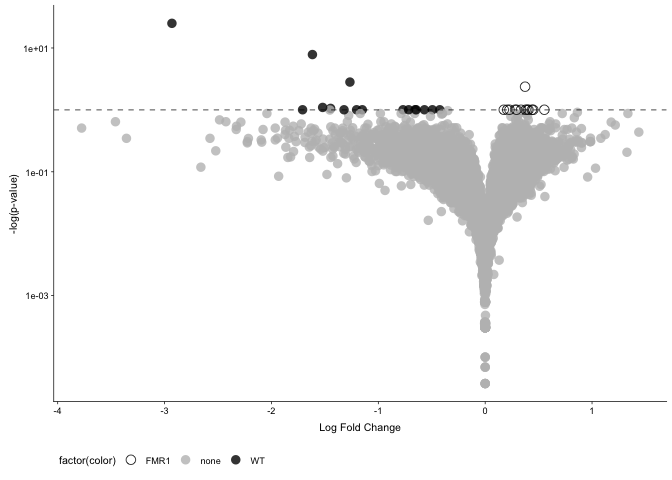 1e+01
1e-01
1e-03
-log(p-value)
-4 -3 -2 -1 0 1
Log Fold Change
factor(color) FMR1 none WT